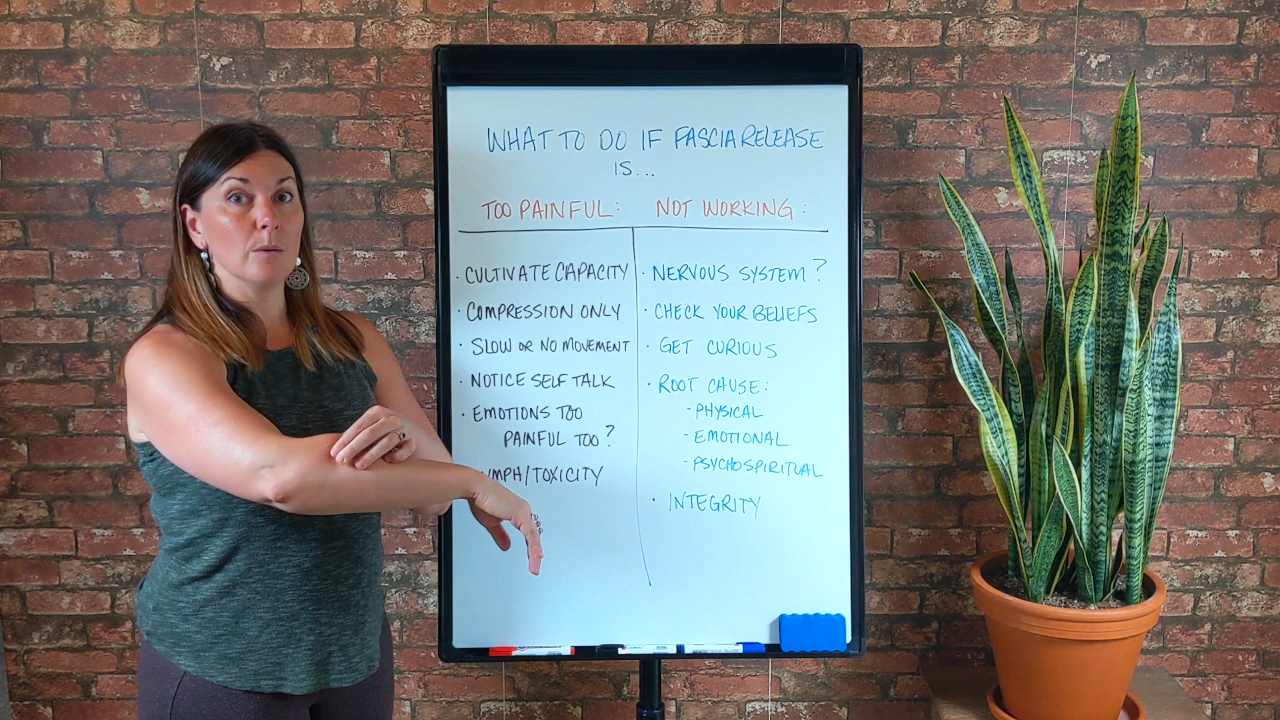 WHAT TO DO IF FASCIA RELEASE
IS...
TOO PAINFUL:
· CULTIVATE CAPACITY
· COMPRESSION ONLY
· SLOW OR NO MOVEMENT
· NOTICE SELF TALK
· EMOTIONS TOO
PAINFUL TOO?
YMPH/TOXICITY
NOT WORKING:
· NERVOUS SYSTEM?
· CHECK YOUR BELIEFS
· GET CURIOUS
· ROOT CAUSE:
- PHYSICAL
- EMOTIONAL
- PSYCHOSPIRITUAL
· INTEGRITY